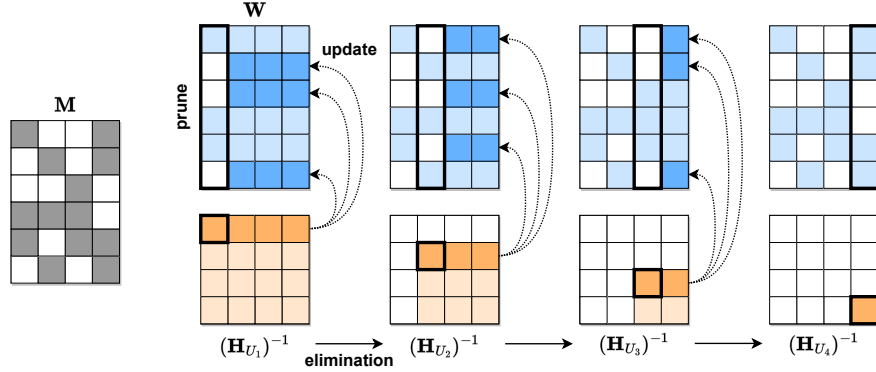 W
update
prune
M
(H_{U_1})^{-1}
elimination
(H_{U_2})^{-1}
(H_{U_3})^{-1}
(H_{U_4})^{-1}